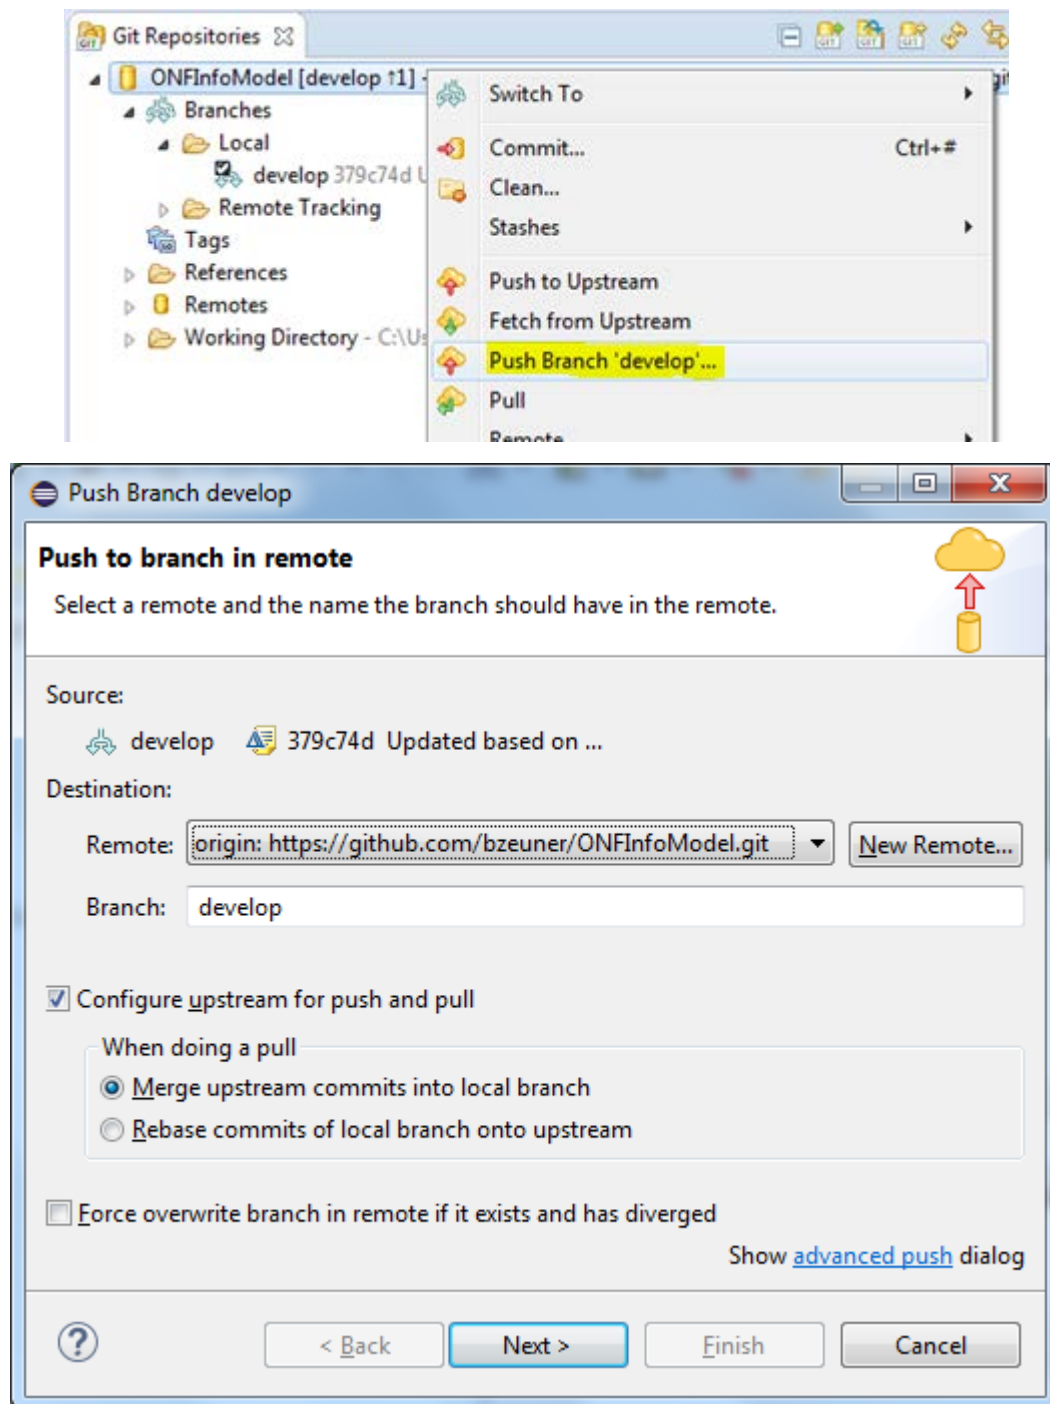 Git Repositories
ONFInfoModel [develop ↑1] -
Branches
Local
develop 379c74d U
Remote Tracking
Tags
References
Remotes
Working Directory - C:\Us
Switch To
Commit... Ctrl+#
Clean...
Stashes
Push to Upstream
Fetch from Upstream
Push Branch 'develop'...
Pull
Remote
Push Branch develop
Push to branch in remote
Select a remote and the name the branch should have in the remote.
Source:
develop 379c74d Updated based on ...
Destination:
Remote: origin: https://github.com/bzeuner/ONFInfoModel.git New Remote...
Branch: develop
Configure upstream for push and pull
When doing a pull
Merge upstream commits into local branch
Rebase commits of local branch onto upstream
Force overwrite branch in remote if it exists and has diverged
Show advanced push dialog
< Back Next > Finish Cancel